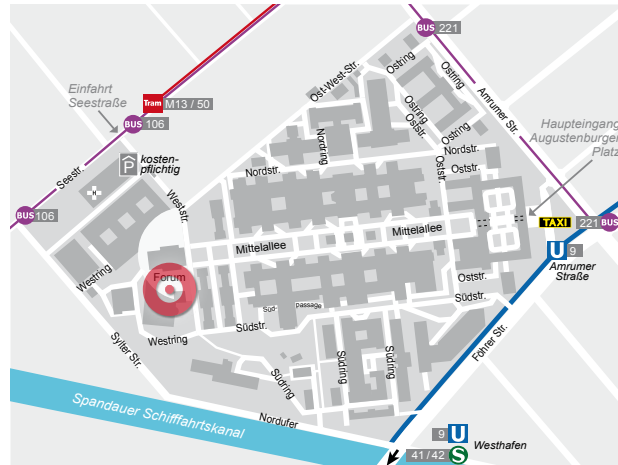 BUS
221
Ostring
Ostring
Amrumer Str.
Ost-West-Str.
Einfahrt
Seestraße
Tram M13 / 50
BUS 106
Ostring
Oststr.
Ostring
Haupteingang
Augustenburger
Platz
Nordring
Nordstr.
kosten-
pflichtig
P
Seestr.
H
Nordstr.
Oststr.
Oststr.
Weststr.
BUS 106
TAXI
221 BUS
Mittelallee
Mittelallee
U 9
Amrumer
Straße
Westring
Forum
Oststr.
Südstr.
Süd-
passage
Südstr.
Westring
Sylter Str.
Föhrer Str.
Südring
Südring
Südring
Spandauer Schifffahrtskanal
Nordufer
9 U
Westhafen
41 / 42 S